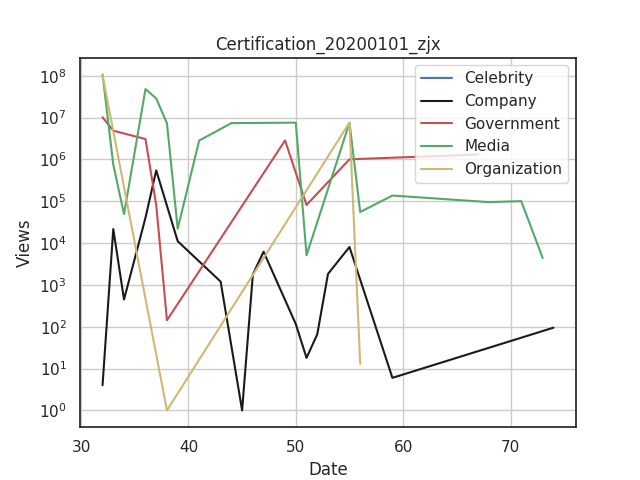 Certification_20200101_zjx
Celebrity
Company
Government
Media
Organization
Views
10^8
10^7
10^6
10^5
10^4
10^3
10^2
10^1
10^0
30 40 50 60 70
Date